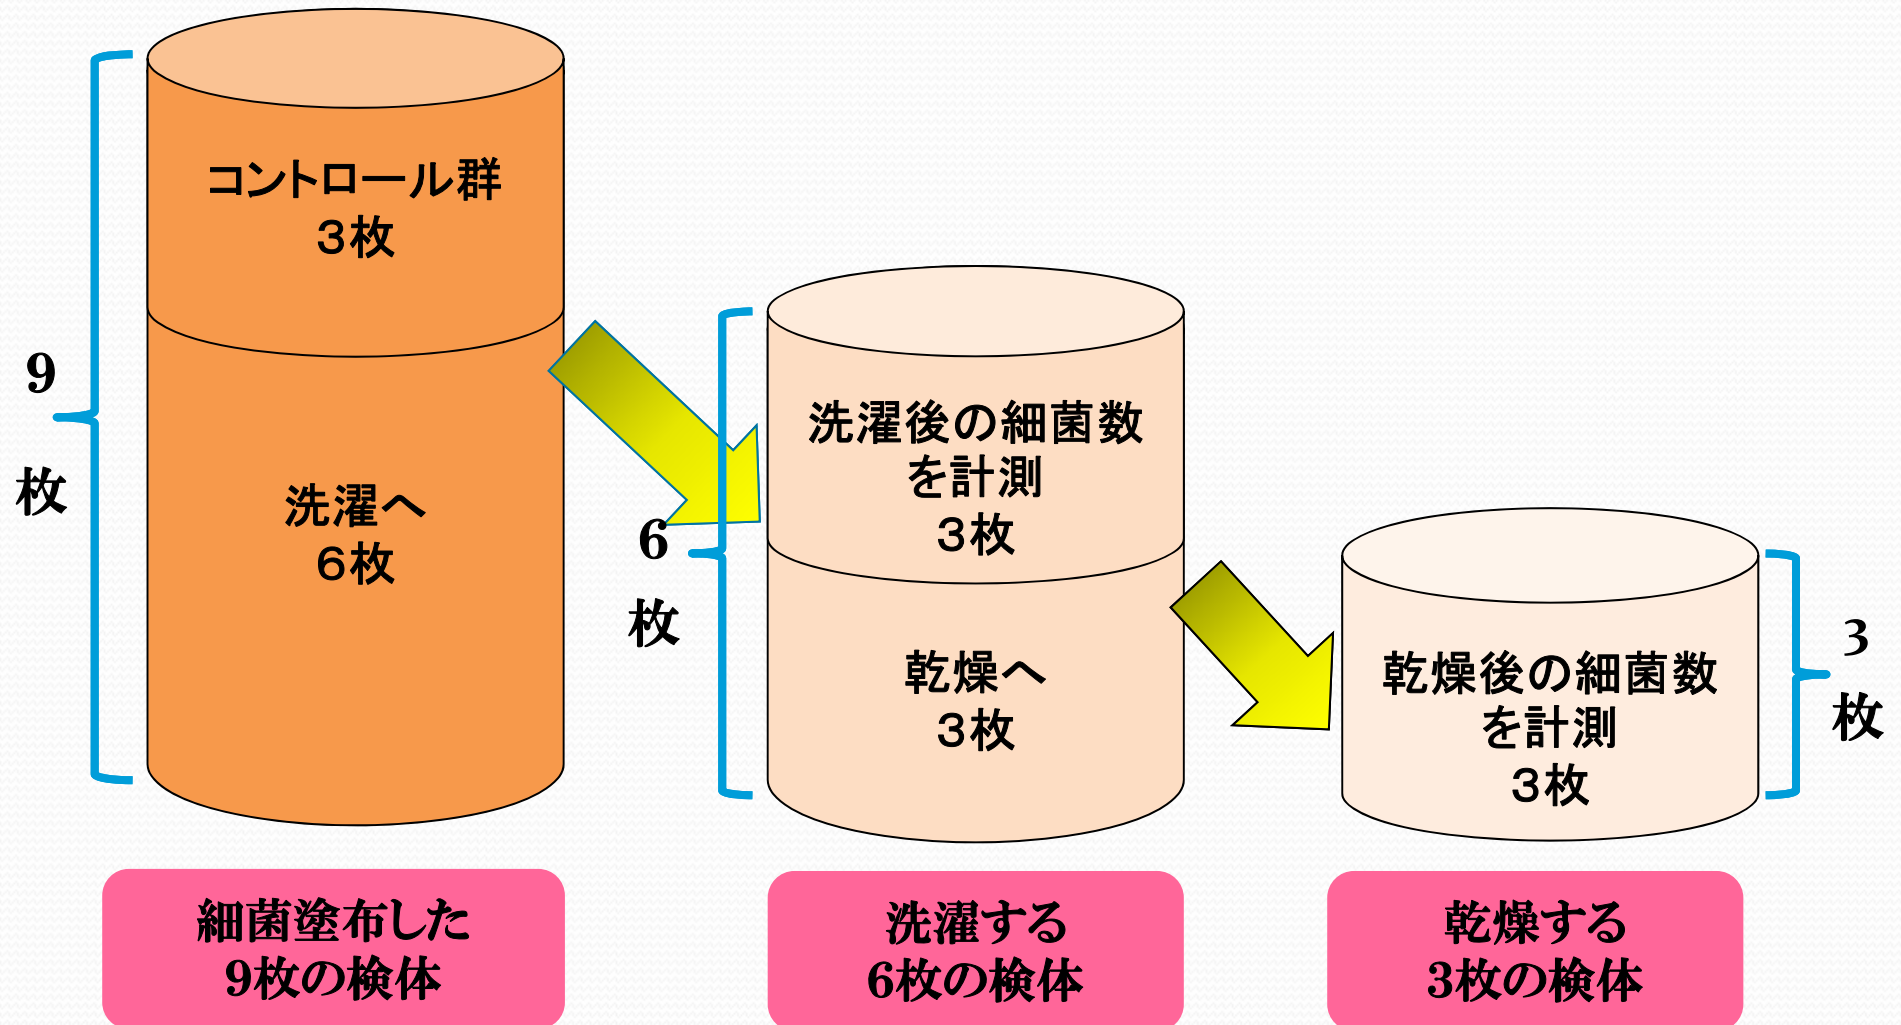 コントロール群
３枚
洗濯へ
６枚
9
枚
洗濯後の細菌数
を計測
３枚
乾燥へ
３枚
6
枚
乾燥後の細菌数
を計測
３枚
3
枚
細菌塗布した
9枚の検体
洗濯する
6枚の検体
乾燥する
3枚の検体